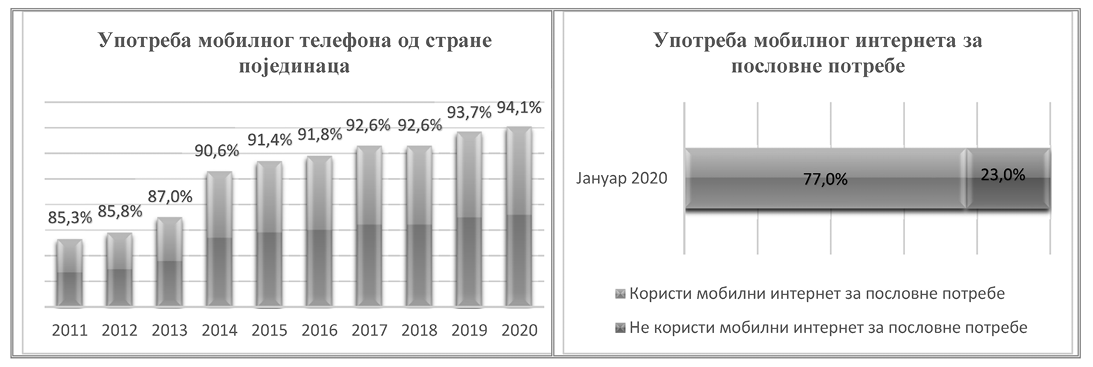 Употреба мобилног телефона од стране
појединаца
85,3%
85,8%
87,0%
90,6%
91,4%
91,8%
92,6%
92,6%
93,7%
94,1%
2011 2012 2013 2014 2015 2016 2017 2018 2019 2020
Употреба мобилног интернета за
пословне потребе
Јануар 2020
77,0%
23,0%
Користи мобилни интернет за пословне потребе
Не користи мобилни интернет за пословне потребе